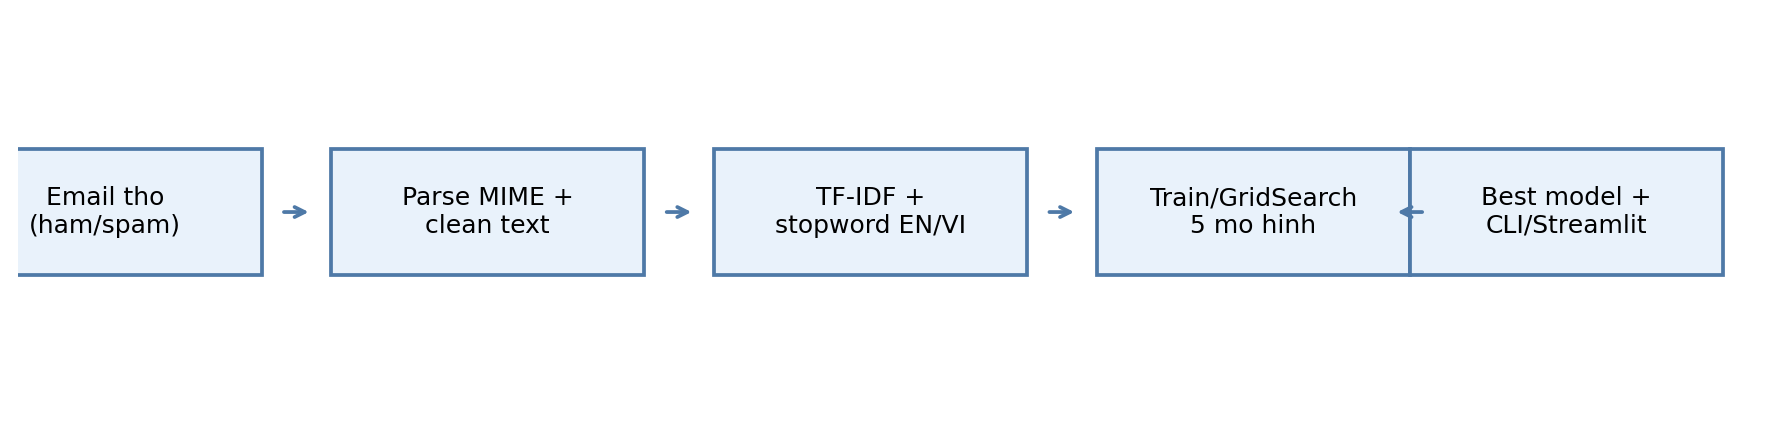 Email tho
(ham/spam)
Parse MIME +
clean text
TF-IDF +
stopword EN/VI
Train/GridSearch
5 mo hinh
Best model +
CLI/Streamlit